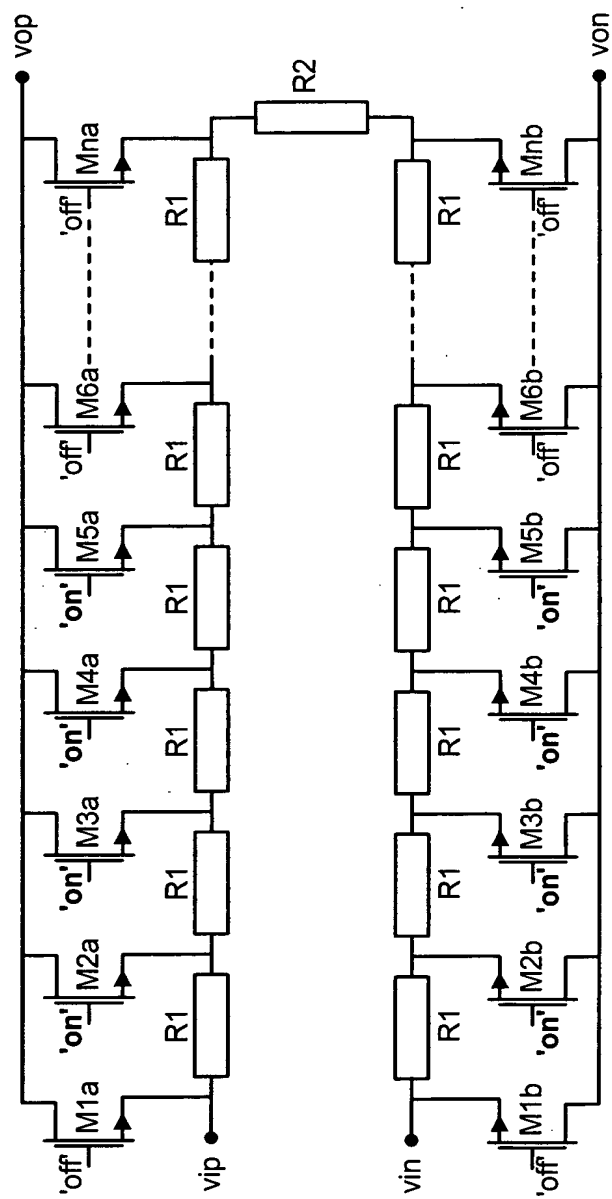 vop
M1a
M2a
M3a
M4a
M5a
M6a
Mna
'off'
'on'
'on'
'on'
'on'
'off'
'off'
R1
R1
R1
R1
R1
R1
vip
R2
vin
R1
R1
R1
R1
R1
R1
M1b
M2b
M3b
M4b
M5b
M6b
Mnb
'off'
'on'
'on'
'on'
'on'
'off'
'off'
von